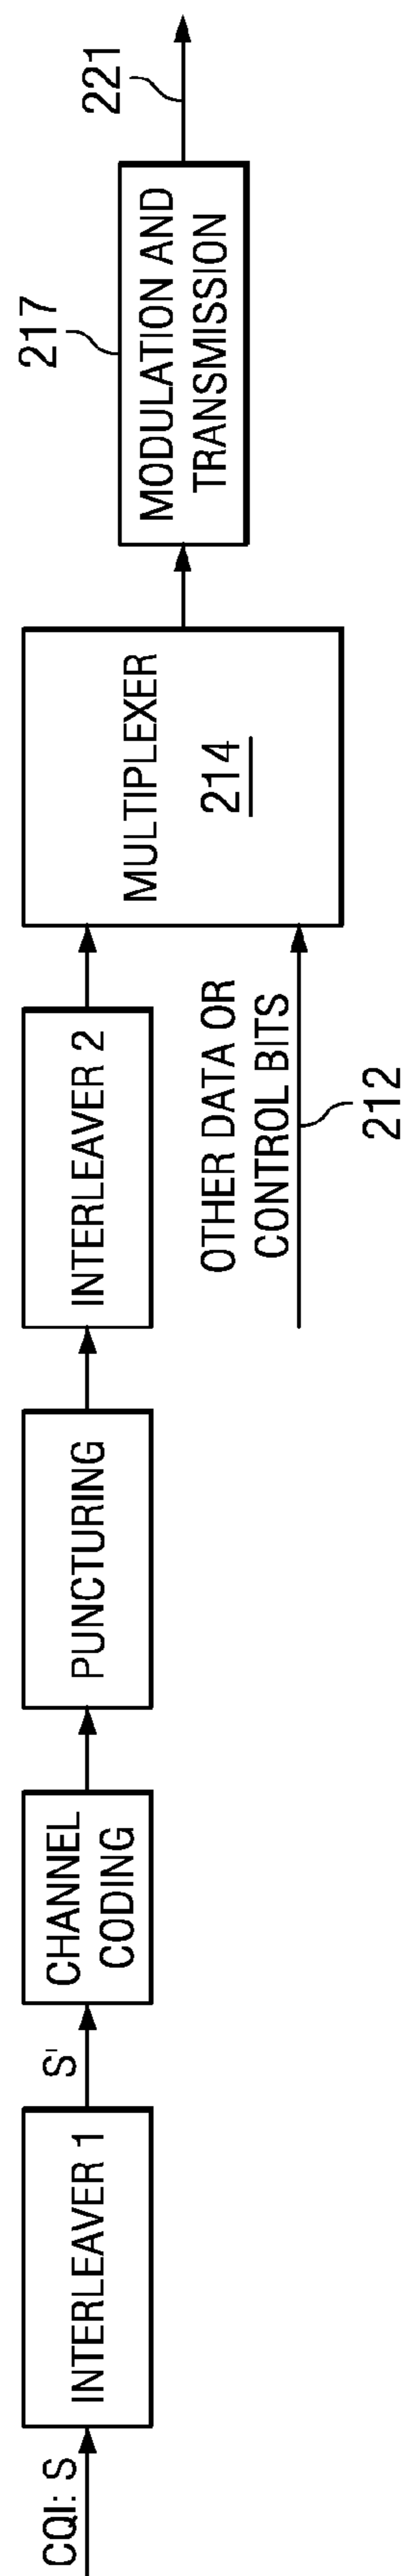 CQI: S
INTERLEAVER 1
S'
CHANNEL
CODING
PUNCTURING
INTERLEAVER 2
OTHER DATA OR
CONTROL BITS
212
MULTIPLEXER
214
217
MODULATION AND
TRANSMISSION
221